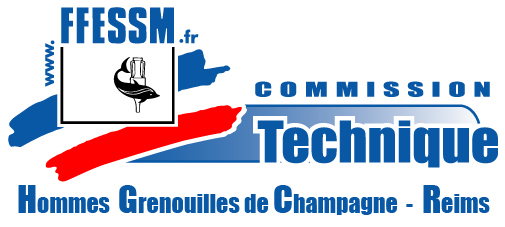 www.FFESSM.fr
COMMISSION
Technique
Hommes Grenouilles de Champagne - Reims